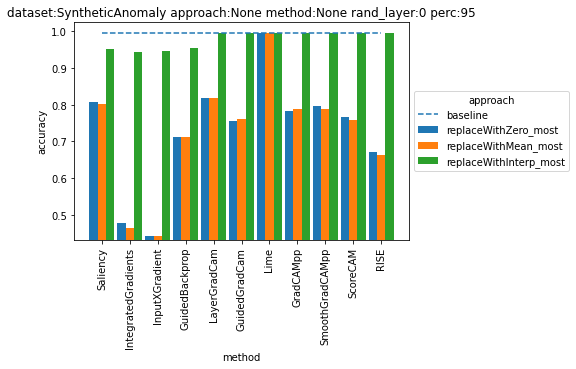 dataset:SyntheticAnomaly approach:None method:None rand_layer:0 perc:95
1.0
0.9
0.8
0.7
0.6
0.5
accuracy
Saliency
IntegratedGradients
InputXGradient
GuidedBackprop
LayerGradCam
GuidedGradCam
Lime
GradCAMpp
SmoothGradCAMpp
ScoreCAM
RISE
method
approach
baseline
replaceWithZero_most
replaceWithMean_most
replaceWithInterp_most